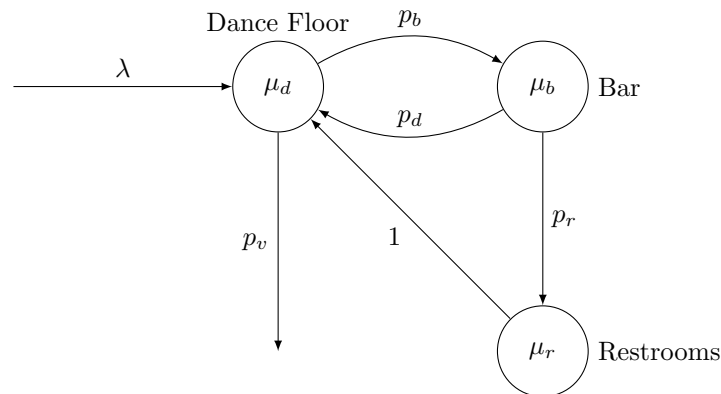 Dance Floor
λ
μ_d
p_b
μ_b
Bar
p_d
p_v
1
p_r
μ_r
Restrooms